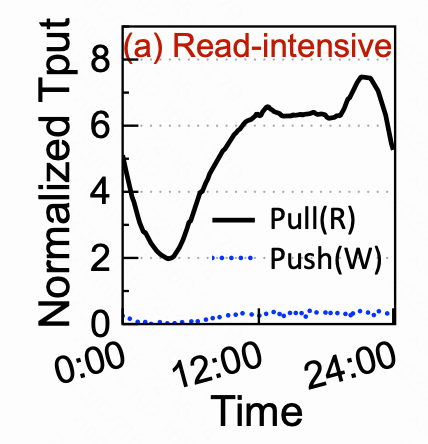 (a) Read-intensive
Normalized Tput
8
6
4
2
0
Pull(R)
Push(W)
0:00
12:00
24:00
Time